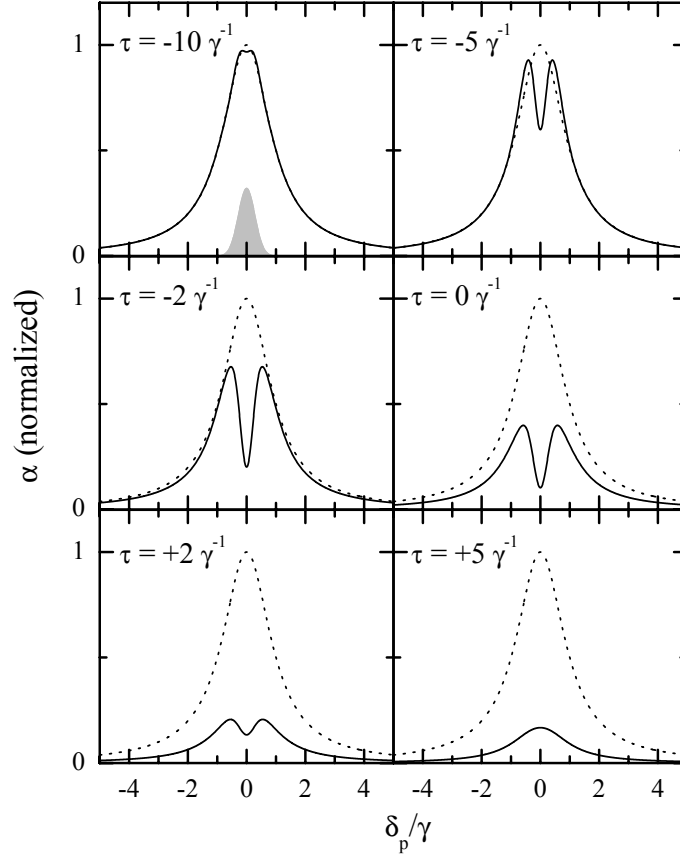 1
τ = -10 γ⁻¹
τ = -5 γ⁻¹
0
1
τ = -2 γ⁻¹
τ = 0 γ⁻¹
α (normalized)
0
1
τ = +2 γ⁻¹
τ = +5 γ⁻¹
0
-4 -2 0 2 4 -4 -2 0 2 4
δₚ/γ